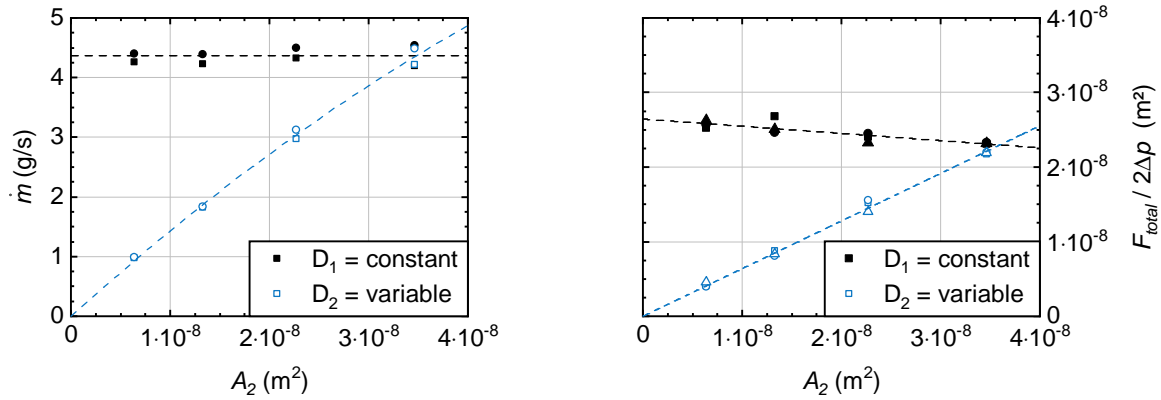 5
4
3
2
1
0
ṁ (g/s)
D₁ = constant
D₂ = variable
0
1·10⁻⁸
2·10⁻⁸
3·10⁻⁸
4·10⁻⁸
A₂ (m²)
4·10⁻⁸
3·10⁻⁸
2·10⁻⁸
1·10⁻⁸
0
F_total / 2Δp (m²)
D₁ = constant
D₂ = variable
0
1·10⁻⁸
2·10⁻⁸
3·10⁻⁸
4·10⁻⁸
A₂ (m²)